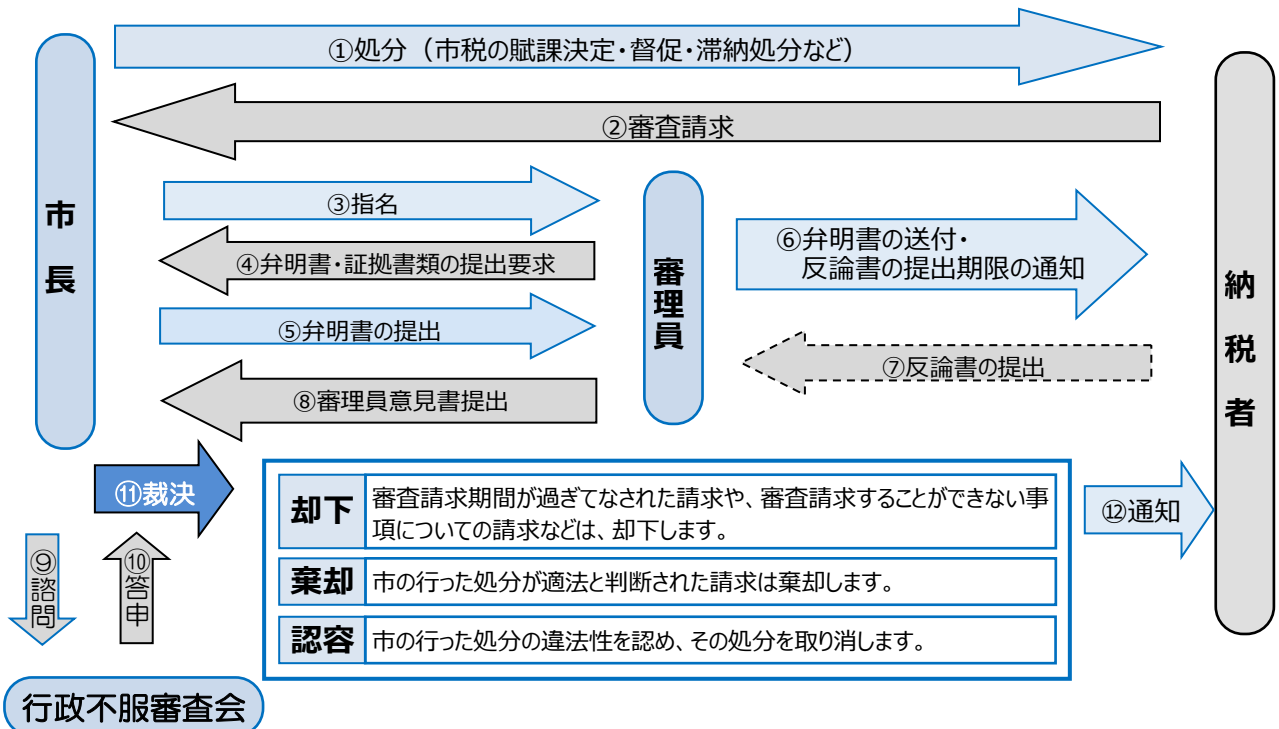 ①処分（市税の賦課決定・督促・滞納処分など）
②審査請求
市長
③指名
④弁明書・証拠書類の提出要求
⑤弁明書の提出
⑧審理員意見書提出
審理員
⑥弁明書の送付・
反論書の提出期限の通知
⑦反論書の提出
納税者
⑪裁決
却下
審査請求期間が過ぎてなされた請求や、審査請求することができない事
項についての請求などは、却下します。
棄却
市の行った処分が適法と判断された請求は棄却します。
認容
市の行った処分の違法性を認め、その処分を取り消します。
⑫通知
⑨諮問
⑩答申
行政不服審査会